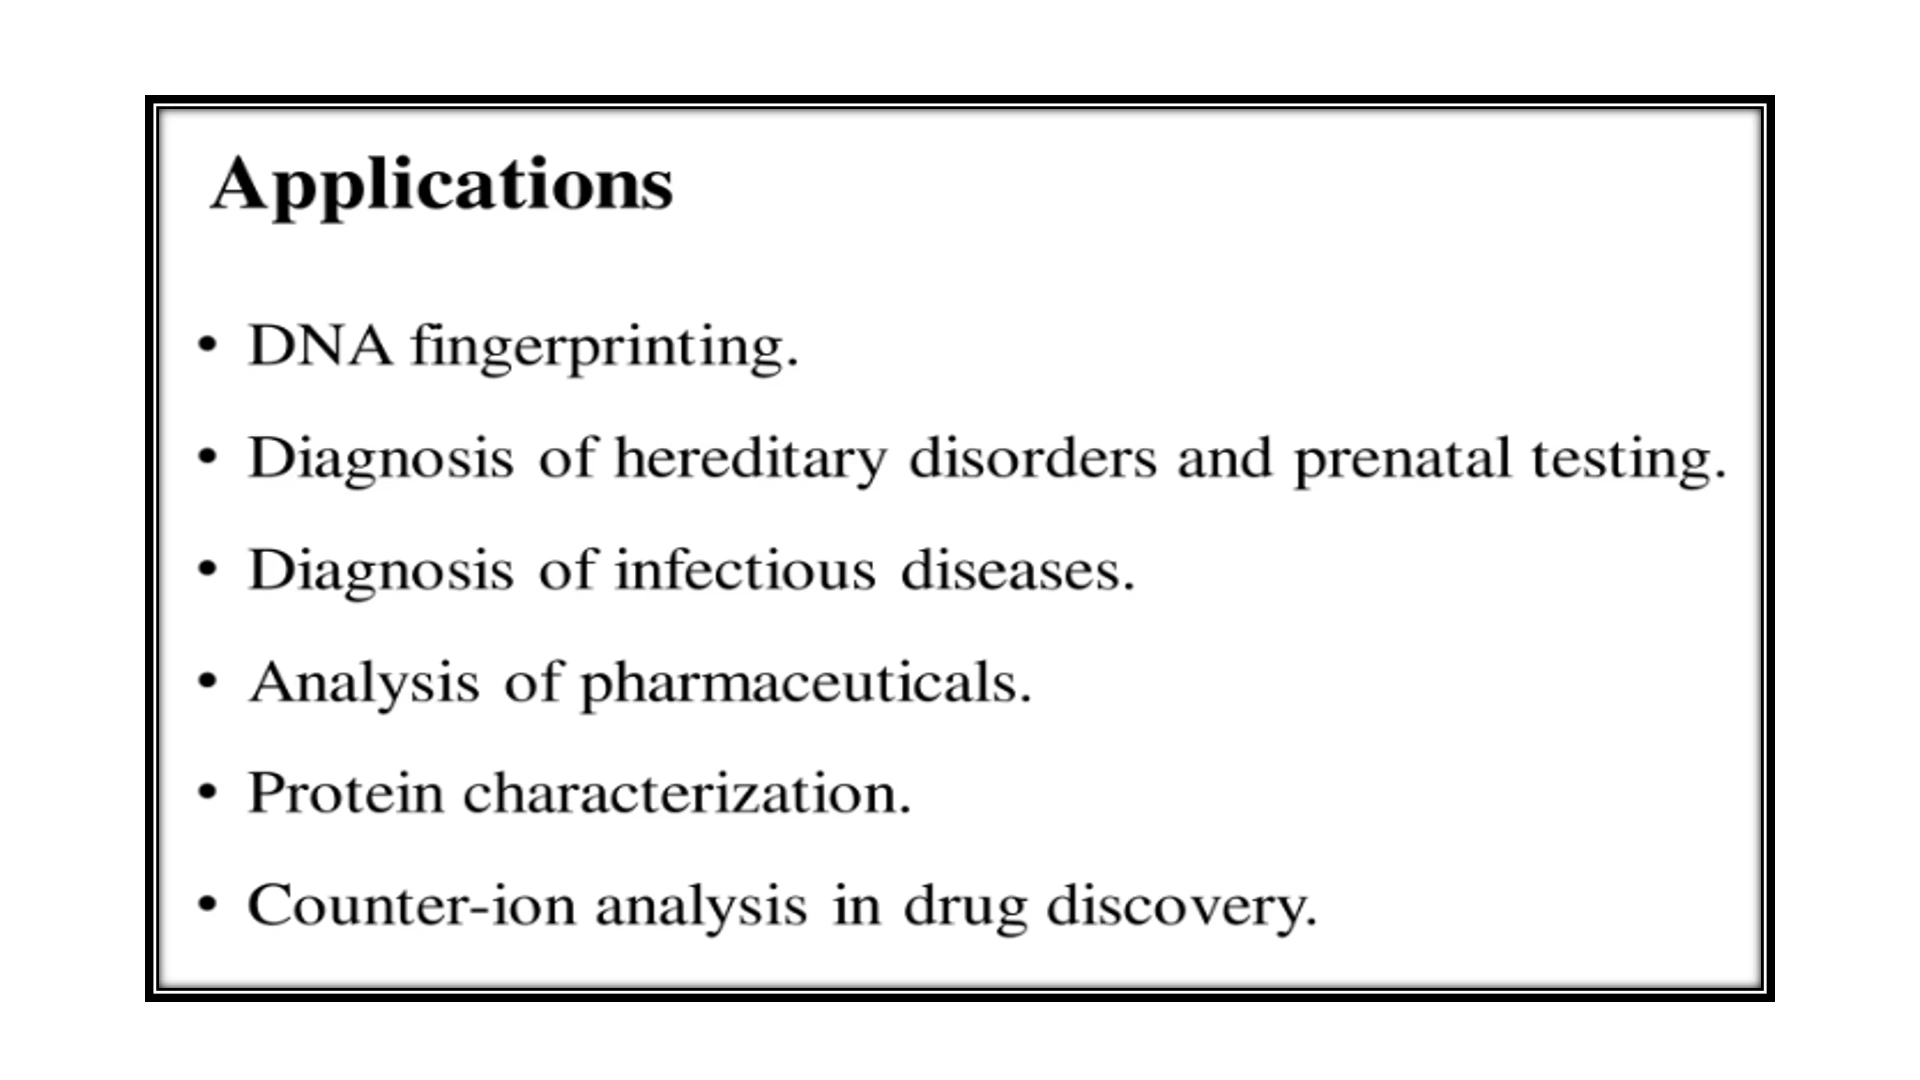 Applications
• DNA fingerprinting.
• Diagnosis of hereditary disorders and prenatal testing.
• Diagnosis of infectious diseases.
• Analysis of pharmaceuticals.
• Protein characterization.
• Counter-ion analysis in drug discovery.